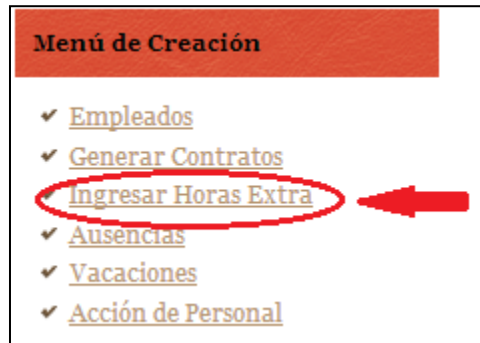 Menú de Creación
Empleados
Generar Contratos
Ingresar Horas Extra
Ausencias
Vacaciones
Acción de Personal